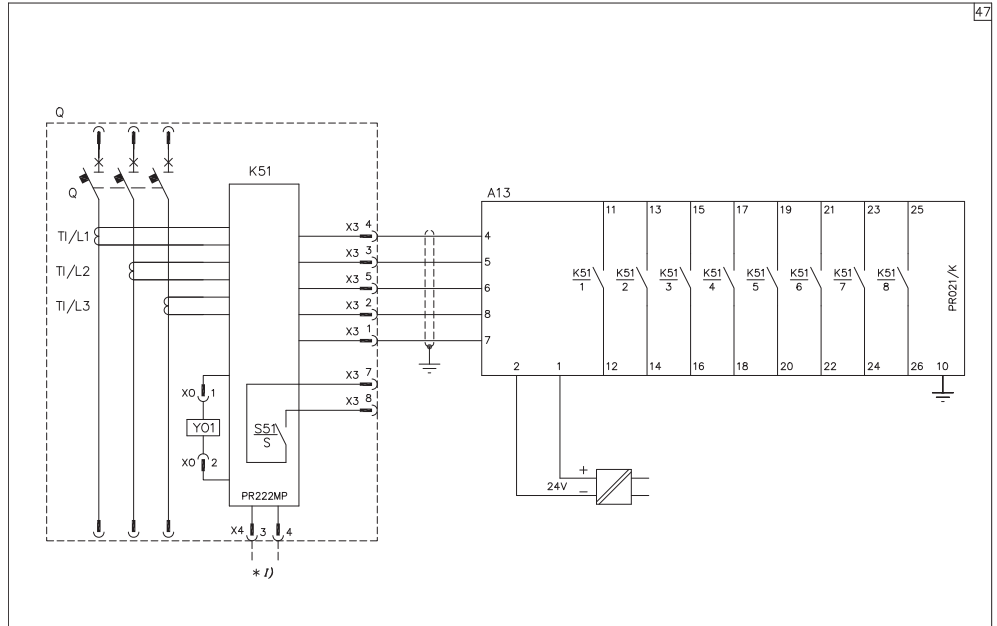 47
Q
K51
Q
A13
TI/L1
TI/L2
TI/L3
X3 4
X3 3
X3 5
X3 2
X3 1
X3 7
X3 8
4
5
6
8
7
11 13 15 17 19 21 23 25
K51 K51 K51 K51 K51 K51 K51 K51
1 2 3 4 5 6 7 8
PR021/K
2 1 12 14 16 18 20 22 24 26 10
X0 1
Y01
X0 2
S51
S
PR222MP
X4 3 4
* 1)
+
24V
−